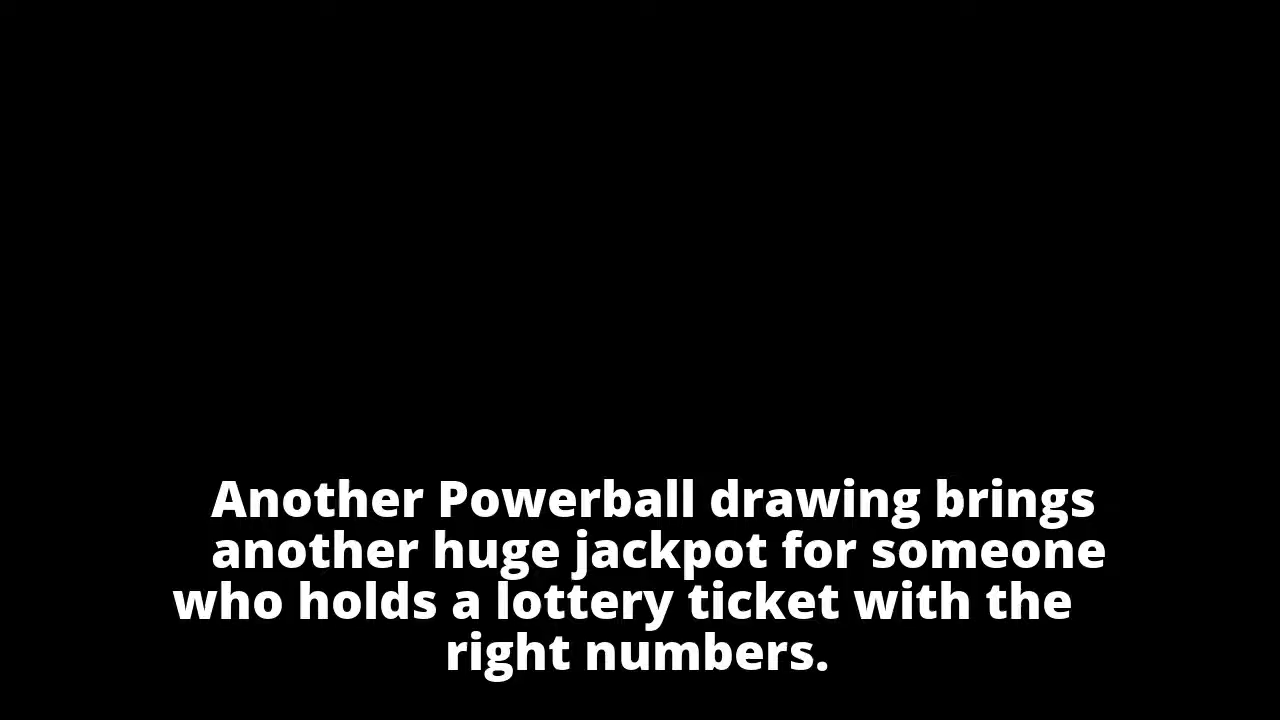 Another Powerball drawing brings
another huge jackpot for someone
who holds a lottery ticket with the
right numbers.